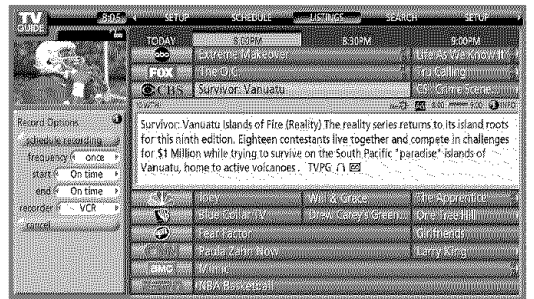 TV GUIDE
8:05
SETUP SCHEDULE LISTINGS SEARCH SETUP
TODAY 8:00PM 8:30PM 9:00PM
abc Extreme Makeover Life As We Know It
FOX The O.C. Tru Calling
CBS Survivor: Vanuatu CSI: Crime Scene
8:00 9:00 INFO
Record Options
schedule recording
frequency once
start On time
end On time
recorder VCR
cancel
Survivor: Vanuatu Islands of Fire (Reality) The reality series returns to its island roots
for this ninth edition. Eighteen contestants live together and compete in challenges
for $1 Million while trying to survive on the South Pacific "paradise" islands of
Vanuatu, home to active volcanoes. TVPG
Joey Will & Grace The Apprentice
Blue Collar TV Drew Carey's Green One Tree Hill
Fear Factor Girlfriends
CNN Paula Zahn Now Larry King
AMC Mimic
NBA Basketball